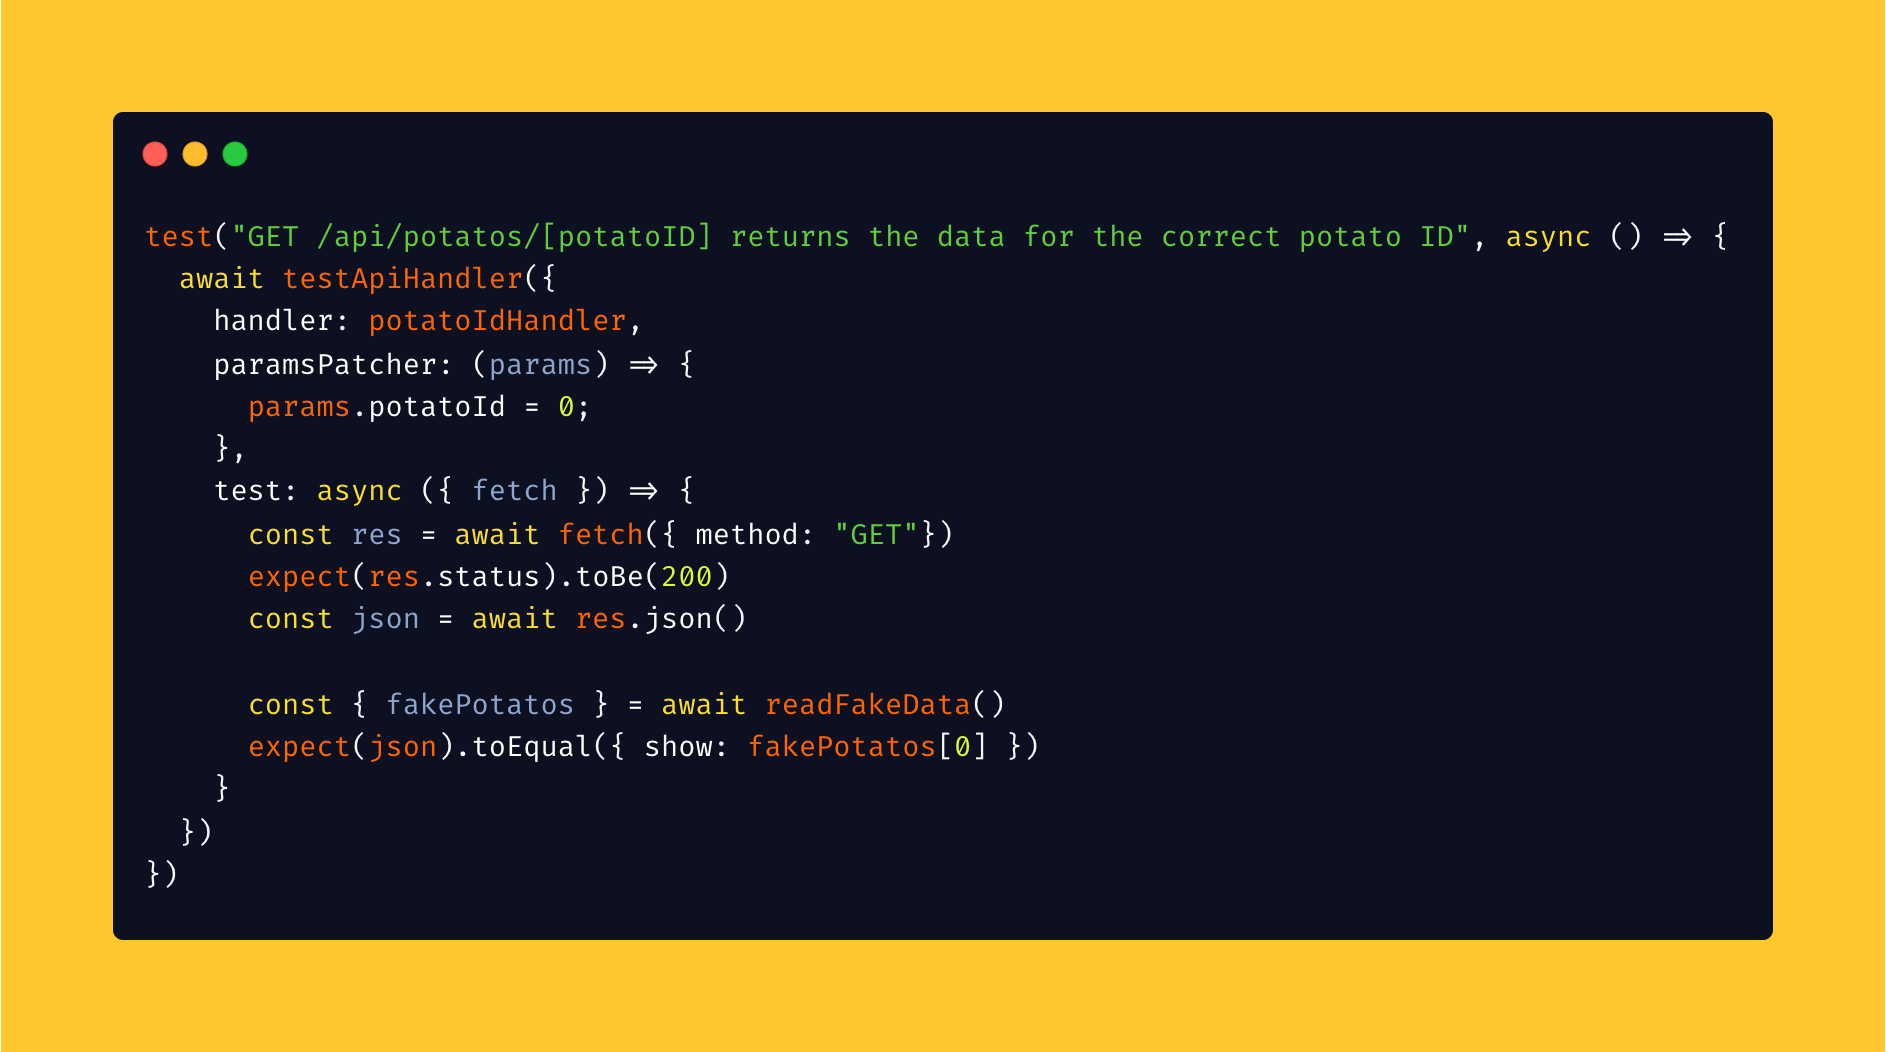 test("GET /api/potatos/[potatoID] returns the data for the correct potato ID", async () => {
  await testApiHandler({
    handler: potatoIdHandler,
    paramsPatcher: (params) => {
      params.potatoId = 0;
    },
    test: async ({ fetch }) => {
      const res = await fetch({ method: "GET"})
      expect(res.status).toBe(200)
      const json = await res.json()

      const { fakePotatos } = await readFakeData()
      expect(json).toEqual({ show: fakePotatos[0] })
    }
  })
})